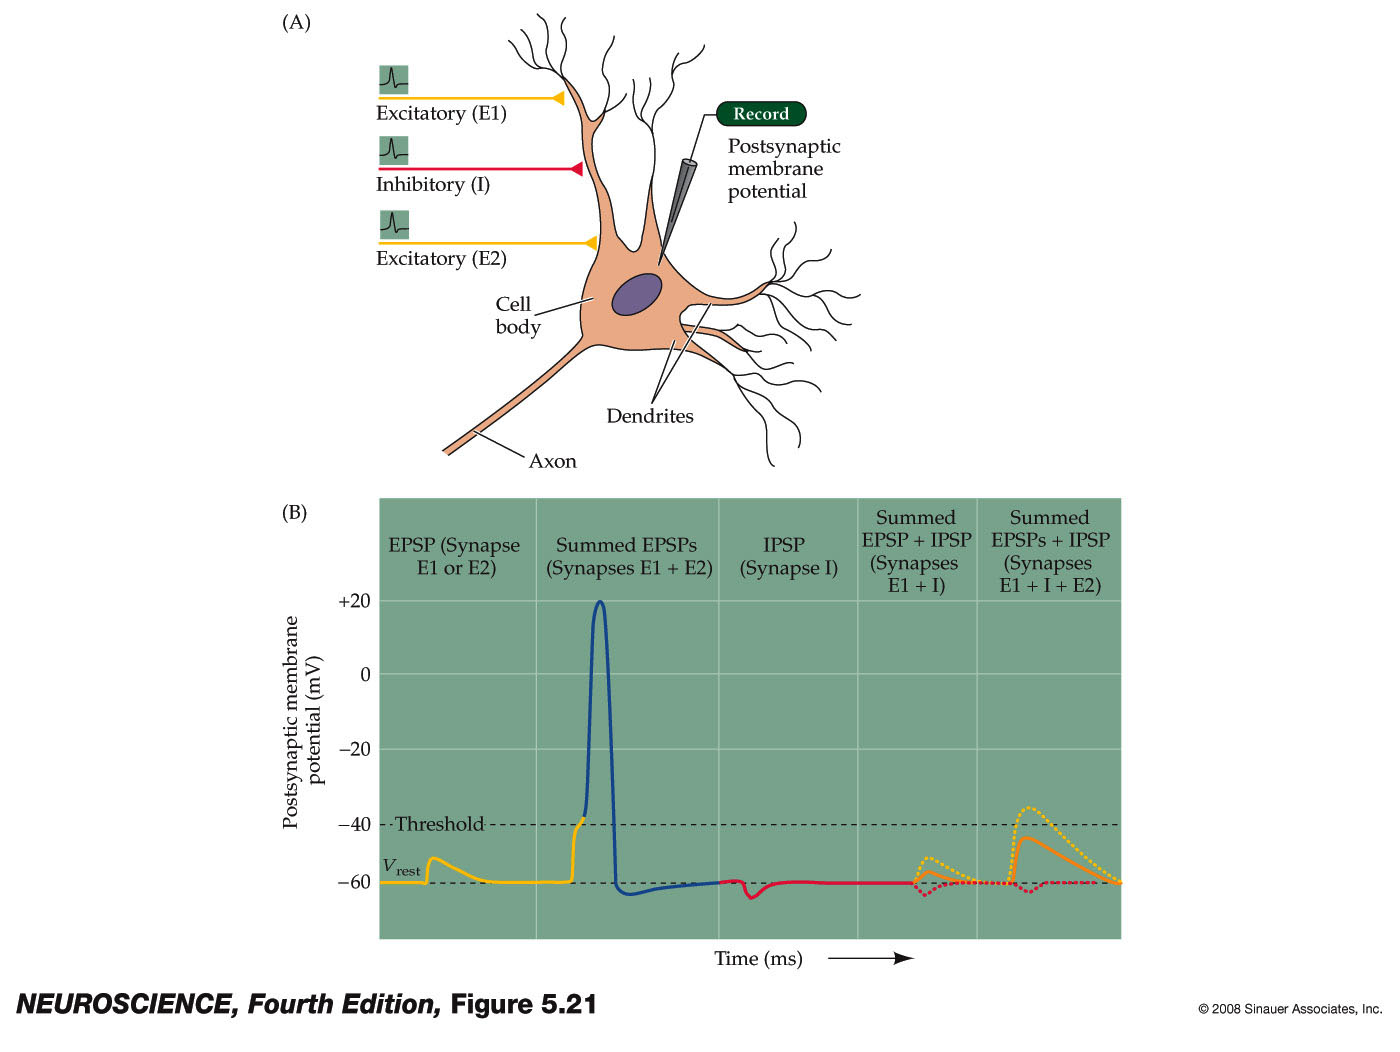 (A)
Excitatory (E1)
Record
Postsynaptic
membrane
potential
Inhibitory (I)
Excitatory (E2)
Cell
body
Dendrites
Axon
(B)
EPSP (Synapse
E1 or E2)
Summed EPSPs
(Synapses E1 + E2)
IPSP
(Synapse I)
Summed
EPSP + IPSP
(Synapses
E1 + I)
Summed
EPSPs + IPSP
(Synapses
E1 + I + E2)
Postsynaptic membrane
potential (mV)
+20
0
−20
−40
Threshold
Vrest
−60
Time (ms)
NEUROSCIENCE, Fourth Edition, Figure 5.21
© 2008 Sinauer Associates, Inc.